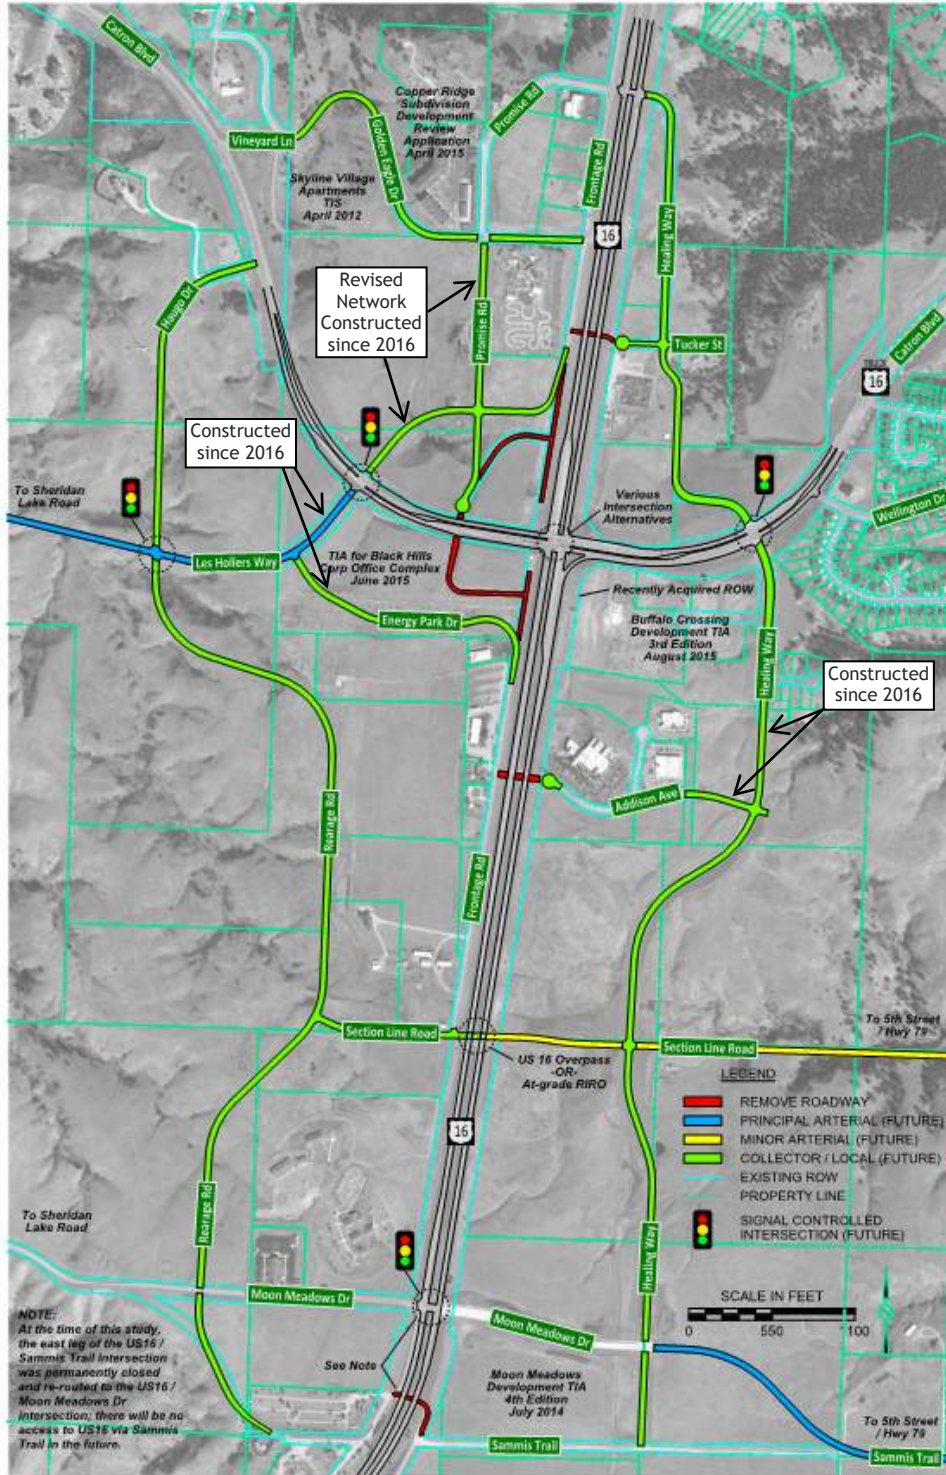 Catron Blvd
Copper Ridge
Subdivision
Development
Review
Application
April 2015
Promise Rd
Vineyard Ln
Golden Eagle Dr
Frontage Rd
Skyline Village
Apartments
TIS
April 2012
16
Healing Way
Haugo Dr
Revised
Network
Constructed
since 2016
Promise Rd
Tucker St
Catron Blvd
TRUCK
16
Constructed
since 2016
To Sheridan
Lake Road
Various
Intersection
Alternatives
Wellington Dr
Les Hollers Way
TIA for Black Hills
Corp Office Complex
June 2015
Recently Acquired ROW
Energy Park Dr
Buffalo Crossing
Development TIA
3rd Edition
August 2015
Healing Way
Constructed
since 2016
Addison Ave
Rearage Rd
Frontage Rd
To 5th Street
/ Hwy 79
Section Line Road
Section Line Road
US 16 Overpass
-OR-
At-grade RIRO
LEGEND
REMOVE ROADWAY
PRINCIPAL ARTERIAL (FUTURE)
MINOR ARTERIAL (FUTURE)
COLLECTOR / LOCAL (FUTURE)
EXISTING ROW
PROPERTY LINE
SIGNAL CONTROLLED
INTERSECTION (FUTURE)
16
Rearage Rd
To Sheridan
Lake Road
Healing Way
Moon Meadows Dr
SCALE IN FEET
0 550 1100
Moon Meadows Dr
NOTE:
At the time of this study,
the east leg of the US16 /
Sammis Trail intersection
was permanently closed
and re-routed to the US16 /
Moon Meadows Dr
intersection; there will be no
access to US16 via Sammis
Trail in the future.
See Note
Moon Meadows
Development TIA
4th Edition
July 2014
To 5th Street
/ Hwy 79
Sammis Trail
Sammis Trail